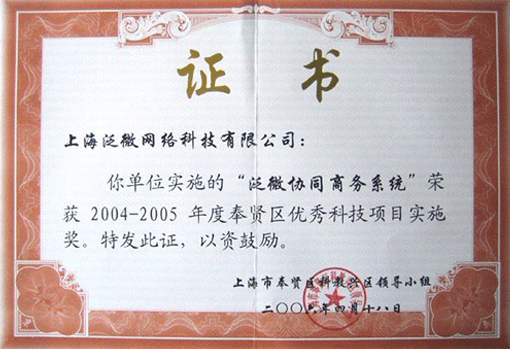 证书
上海泛微网络科技有限公司：
你单位实施的“泛微协同商务系统”荣
获 2004-2005 年度奉贤区优秀科技项目实施
奖。特发此证，以资鼓励。
上海市奉贤区科教兴区领导小组
二〇〇六年四月十八日